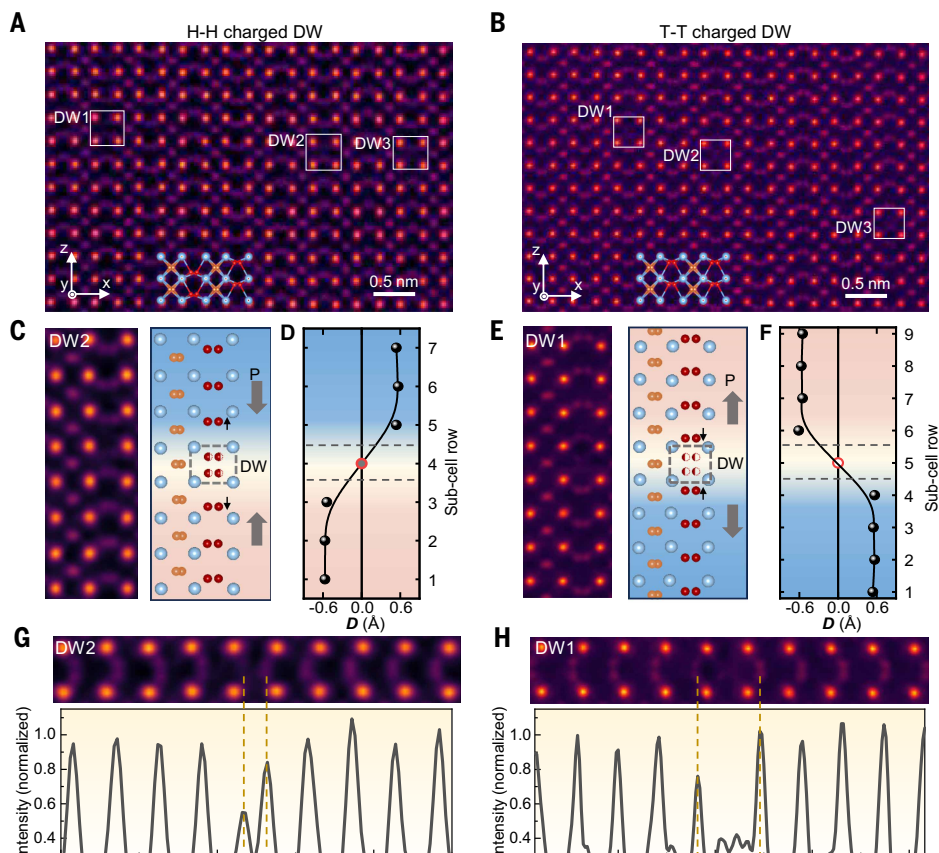 A
H-H charged DW
DW1
DW2
DW3
z
y
x
0.5 nm
B
T-T charged DW
DW1
DW2
DW3
z
y
x
0.5 nm
C
DW2
P
DW
D
7
6
5
4
3
2
1
Sub-cell row
-0.6 0.0 0.6
D (Å)
E
DW1
P
DW
F
9
8
7
6
5
4
3
2
1
Sub-cell row
-0.6 0.0 0.6
D (Å)
G
DW2
Intensity (normalized)
1.0
0.8
0.6
0.4
H
DW1
Intensity (normalized)
1.0
0.8
0.6
0.4